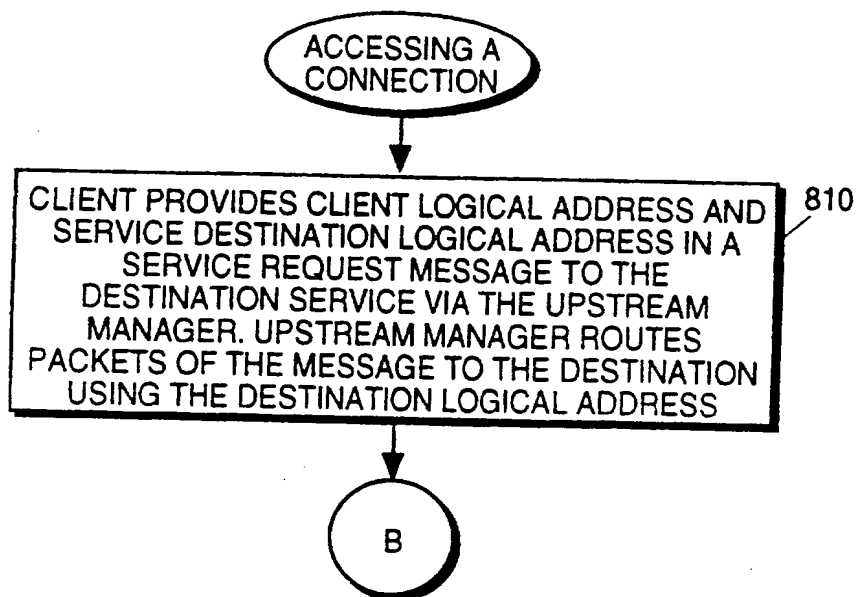 ACCESSING A
CONNECTION
810
CLIENT PROVIDES CLIENT LOGICAL ADDRESS AND
SERVICE DESTINATION LOGICAL ADDRESS IN A
SERVICE REQUEST MESSAGE TO THE
DESTINATION SERVICE VIA THE UPSTREAM
MANAGER. UPSTREAM MANAGER ROUTES
PACKETS OF THE MESSAGE TO THE DESTINATION
USING THE DESTINATION LOGICAL ADDRESS
B